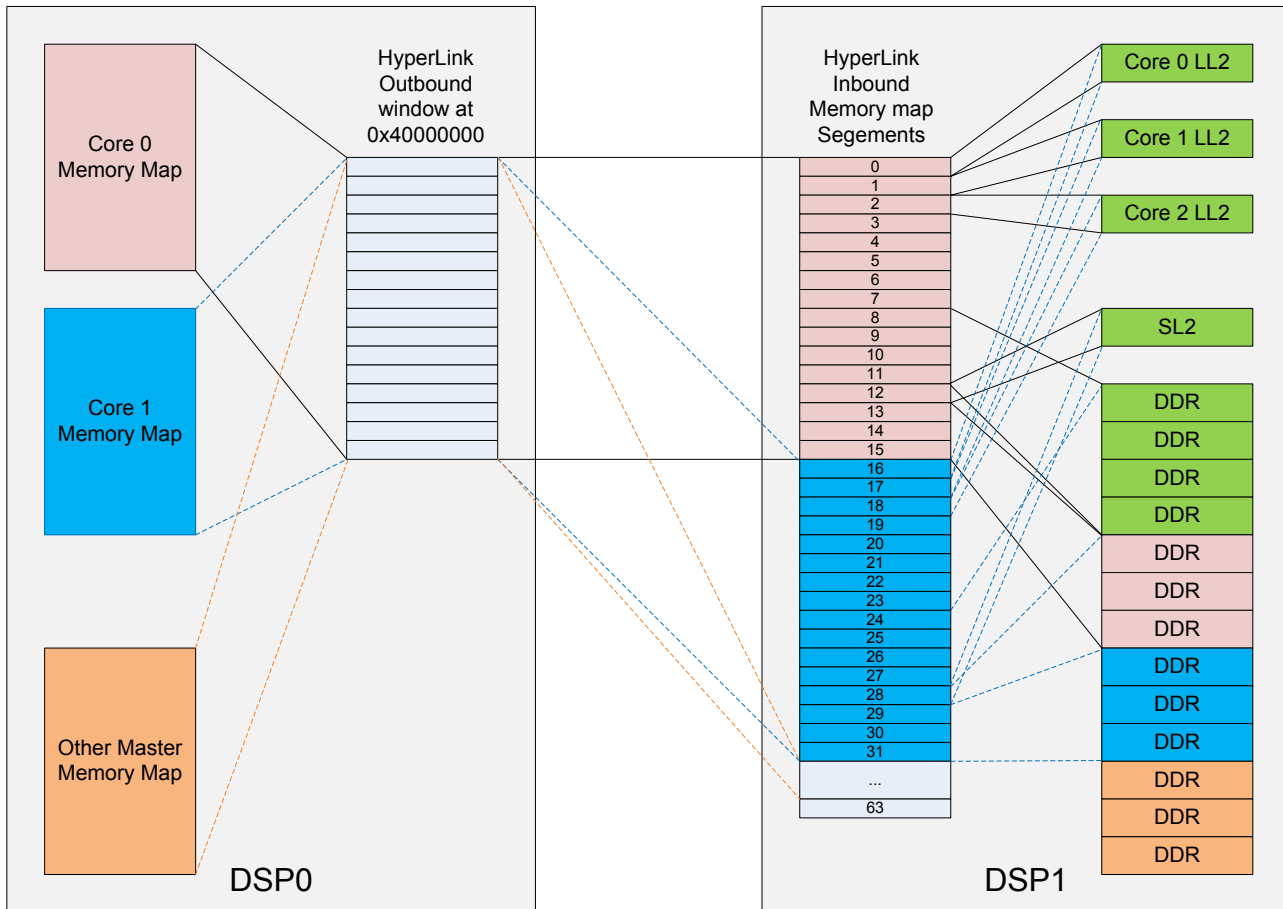 Core 0
Memory Map
Core 1
Memory Map
Other Master
Memory Map
HyperLink
Outbound
window at
0x40000000
DSP0
HyperLink
Inbound
Memory map
Segements
0
1
2
3
4
5
6
7
8
9
10
11
12
13
14
15
16
17
18
19
20
21
22
23
24
25
26
27
28
29
30
31
...
63
Core 0 LL2
Core 1 LL2
Core 2 LL2
SL2
DDR
DDR
DDR
DDR
DDR
DDR
DDR
DDR
DDR
DDR
DDR
DDR
DDR
DSP1